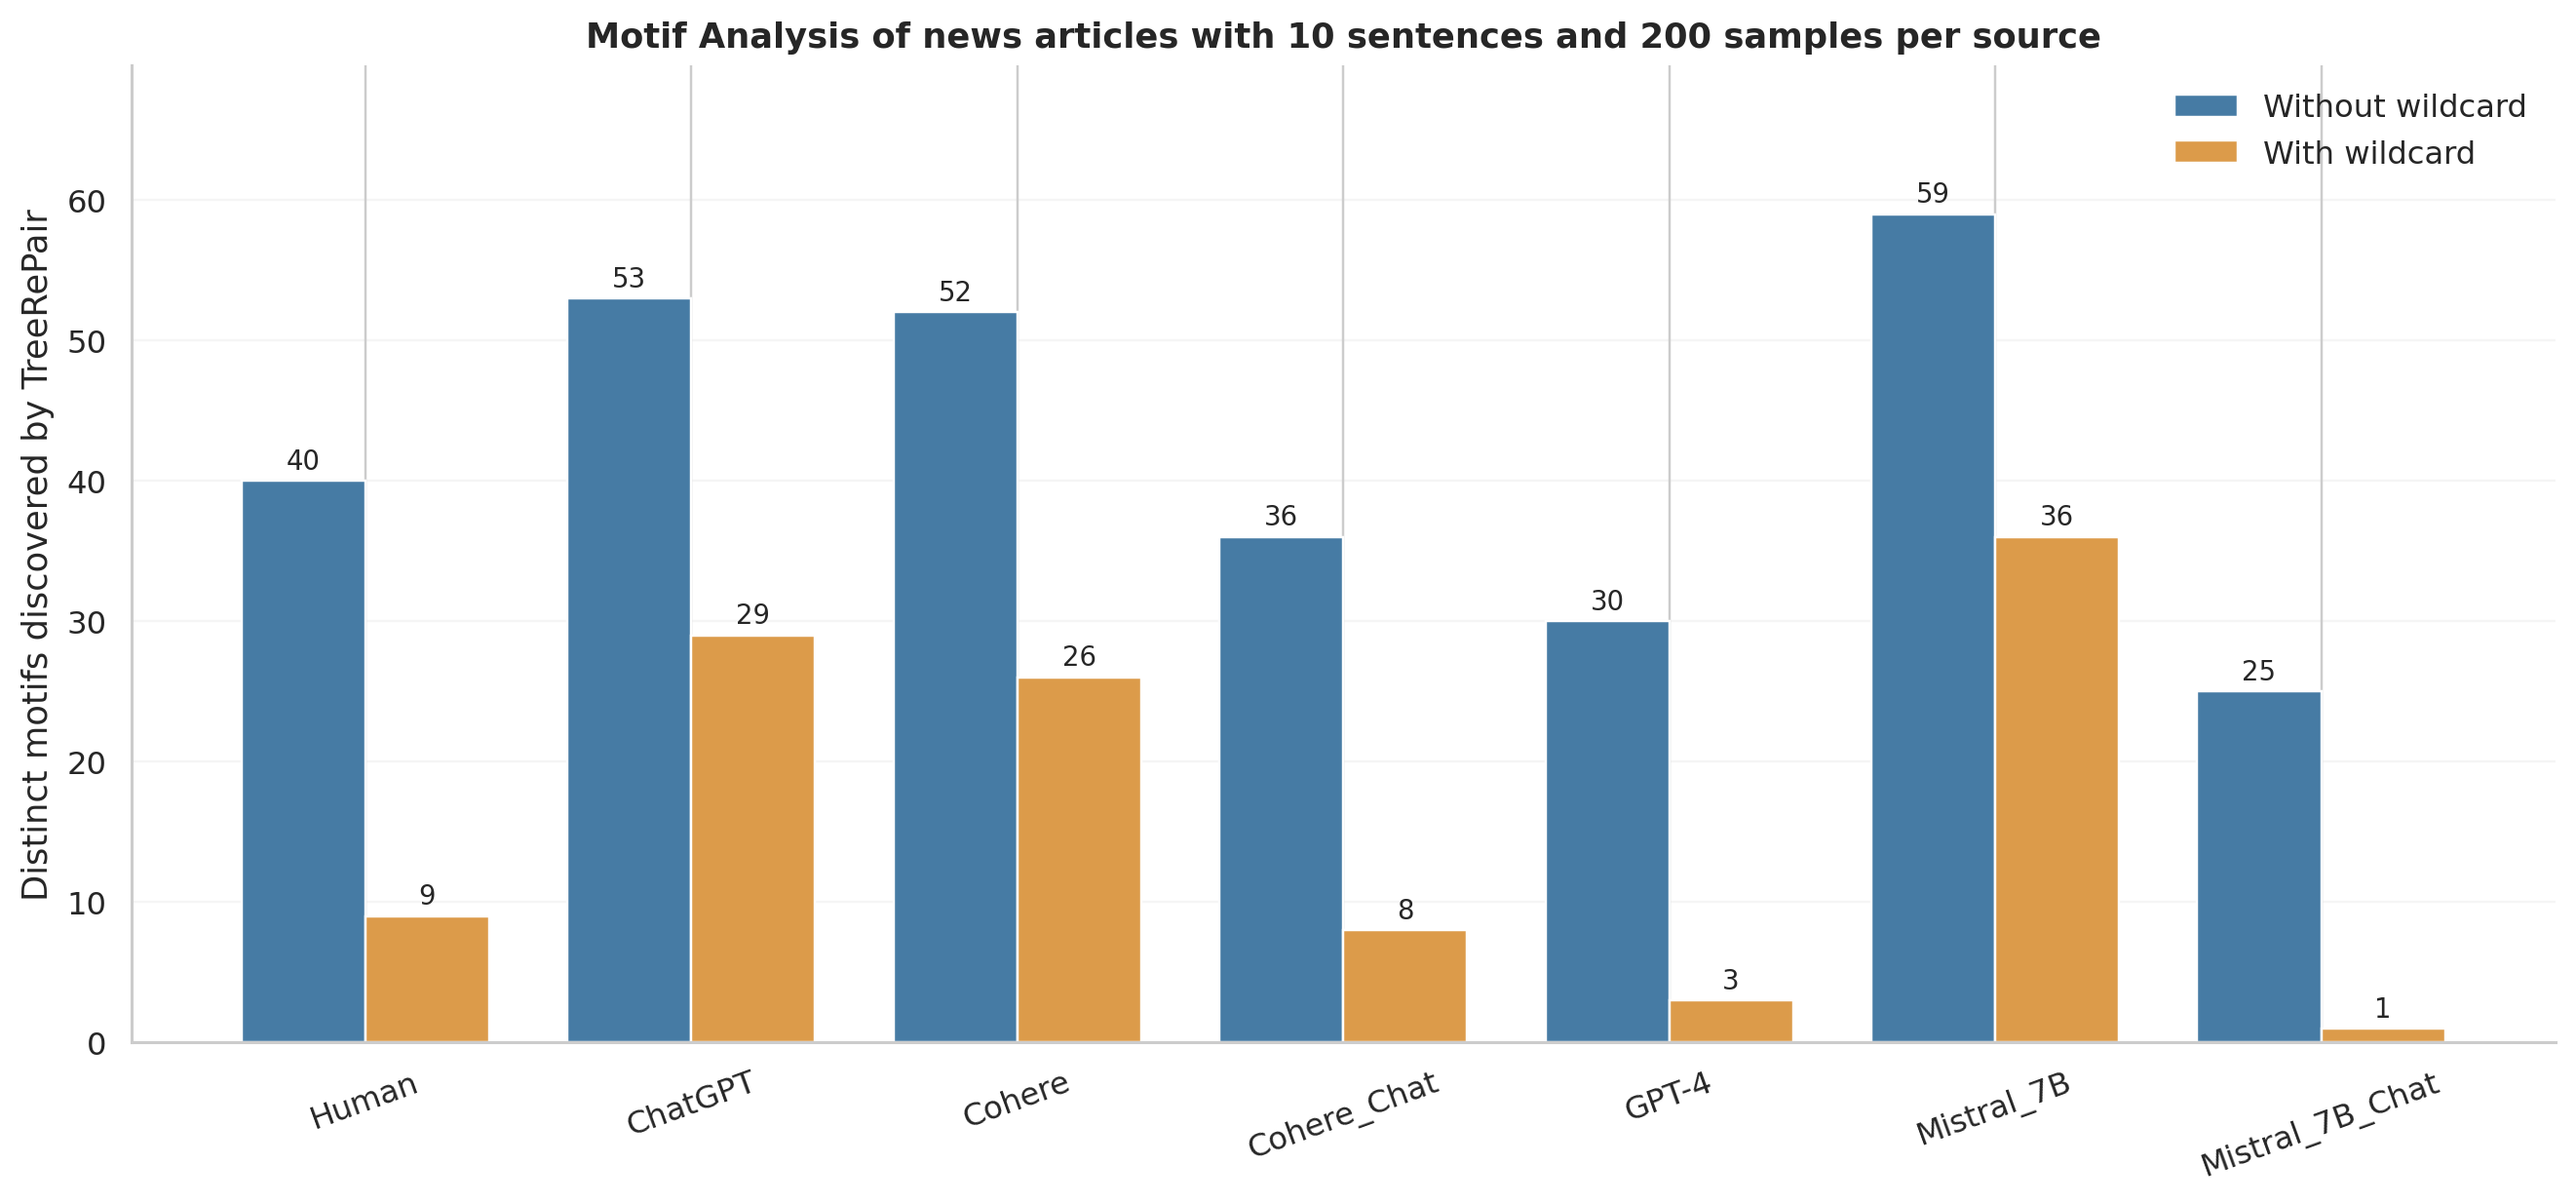 Motif Analysis of news articles with 10 sentences and 200 samples per source
Without wildcard
With wildcard
Distinct motifs discovered by TreeRePair
60
50
40
30
20
10
0
40
9
53
29
52
26
36
8
30
3
59
36
25
1
Human
ChatGPT
Cohere
Cohere_Chat
GPT-4
Mistral_7B
Mistral_7B_Chat